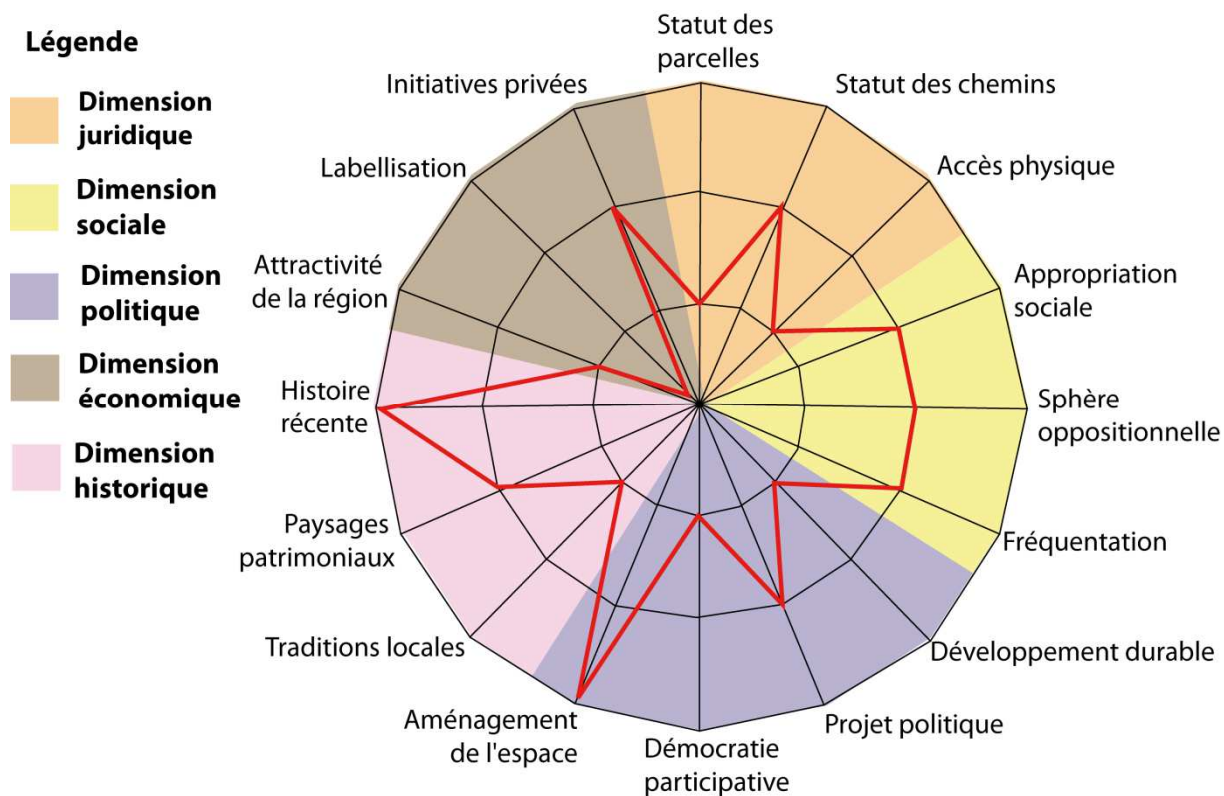 Légende
Dimension
juridique
Dimension
sociale
Dimension
politique
Dimension
économique
Dimension
historique
Statut des
parcelles
Statut des chemins
Accès physique
Appropriation
sociale
Sphère
oppositionnelle
Fréquentation
Développement durable
Projet politique
Démocratie
participative
Aménagement
de l'espace
Traditions locales
Paysages
patrimoniaux
Histoire
récente
Attractivité
de la région
Labellisation
Initiatives privées